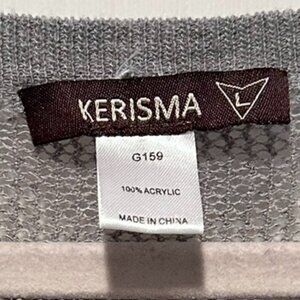 KERISMA L
G159
100% ACRYLIC
MADE IN CHINA